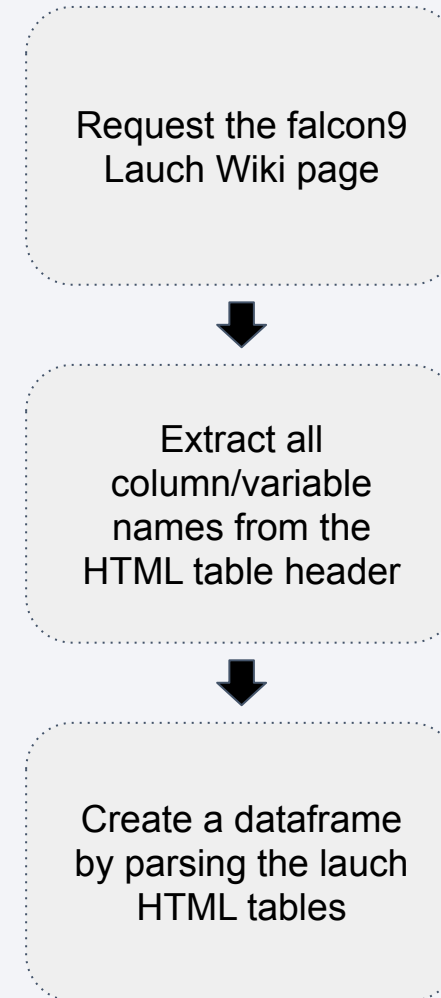 Request the falcon9
Lauch Wiki page
Extract all
column/variable
names from the
HTML table header
Create a dataframe
by parsing the lauch
HTML tables